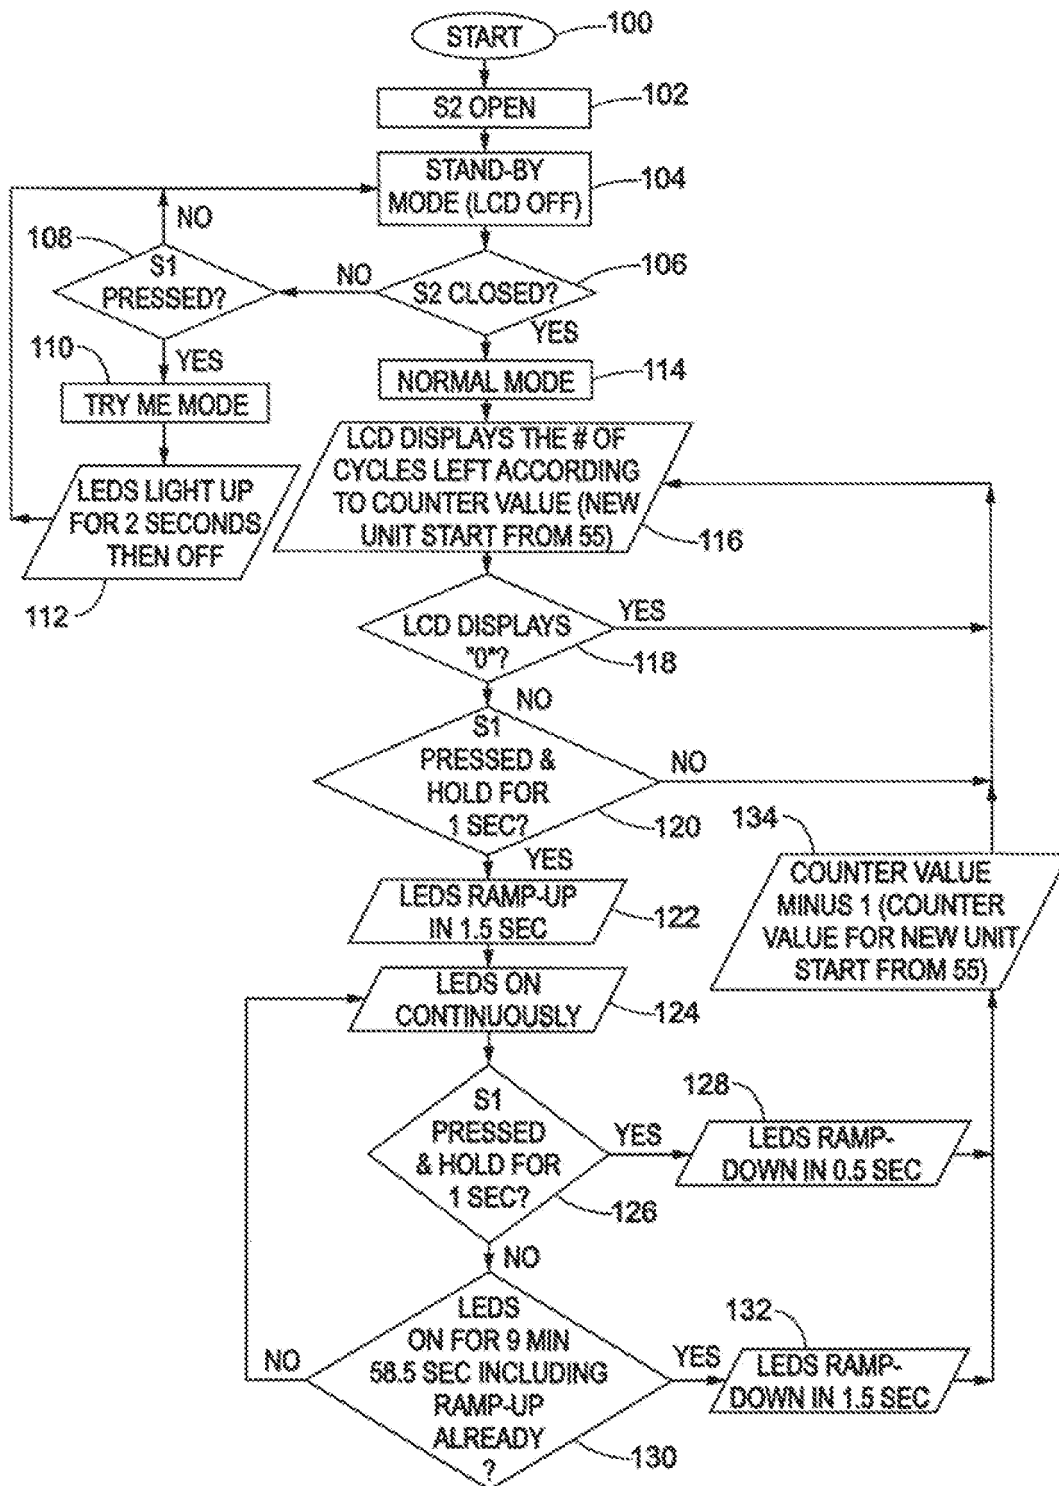 START
100
S2 OPEN
102
STAND-BY
MODE (LCD OFF)
104
NO
108
S1
PRESSED?
NO
S2 CLOSED?
106
YES
110
YES
TRY ME MODE
NORMAL MODE
114
LEDS LIGHT UP
FOR 2 SECONDS
THEN OFF
112
LCD DISPLAYS THE # OF
CYCLES LEFT ACCORDING
TO COUNTER VALUE (NEW
UNIT START FROM 55)
116
LCD DISPLAYS
"0"?
YES
118
NO
S1
PRESSED &
HOLD FOR
1 SEC?
NO
120
YES
134
COUNTER VALUE
MINUS 1 (COUNTER
VALUE FOR NEW UNIT
START FROM 55)
LEDS RAMP-UP
IN 1.5 SEC
122
LEDS ON
CONTINUOUSLY
124
S1
PRESSED
& HOLD FOR
1 SEC?
YES
126
128
LEDS RAMP-
DOWN IN 0.5 SEC
NO
LEDS
ON FOR 9 MIN
58.5 SEC INCLUDING
RAMP-UP
ALREADY
?
NO
YES
130
132
LEDS RAMP-
DOWN IN 1.5 SEC